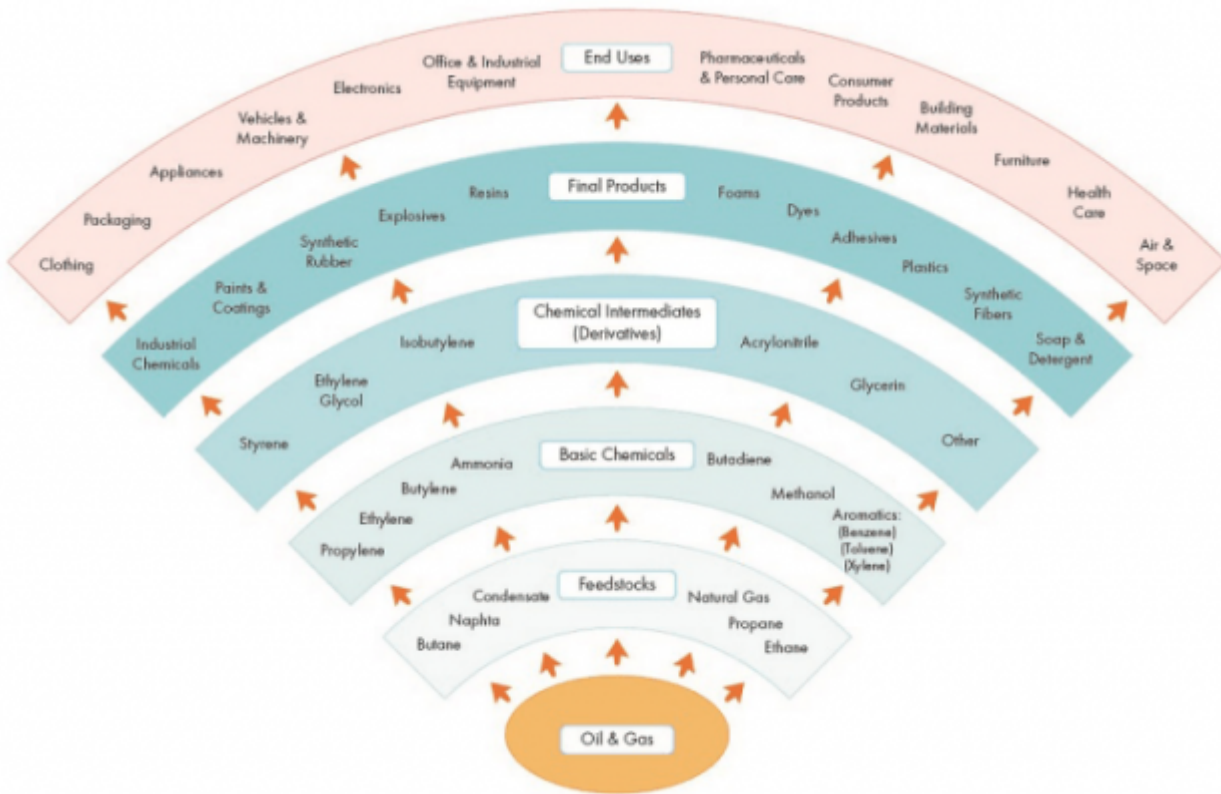 End Uses
Clothing
Packaging
Appliances
Vehicles &
Machinery
Electronics
Office & Industrial
Equipment
Pharmaceuticals
& Personal Care
Consumer
Products
Building
Materials
Furniture
Health
Care
Air &
Space
Final Products
Industrial
Chemicals
Paints &
Coatings
Synthetic
Rubber
Explosives
Resins
Foams
Dyes
Adhesives
Plastics
Synthetic
Fibers
Soap &
Detergent
Chemical Intermediates
(Derivatives)
Styrene
Ethylene
Glycol
Isobutylene
Acrylonitrile
Glycerin
Other
Basic Chemicals
Propylene
Ethylene
Butylene
Ammonia
Butadiene
Methanol
Aromatics:
(Benzene)
(Toluene)
(Xylene)
Feedstocks
Butane
Naphta
Condensate
Natural Gas
Propane
Ethane
Oil & Gas